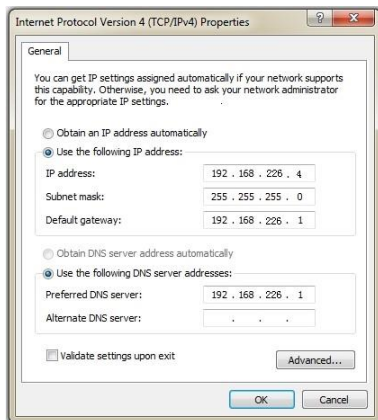 Internet Protocol Version 4 (TCP/IPv4) Properties
General
You can get IP settings assigned automatically if your network supports
this capability. Otherwise, you need to ask your network administrator
for the appropriate IP settings.
Obtain an IP address automatically
Use the following IP address:
IP address: 192 . 168 . 226 . 4
Subnet mask: 255 . 255 . 255 . 0
Default gateway: 192 . 168 . 226 . 1
Obtain DNS server address automatically
Use the following DNS server addresses:
Preferred DNS server: 192 . 168 . 226 . 1
Alternate DNS server: . . .
Validate settings upon exit
Advanced...
OK Cancel